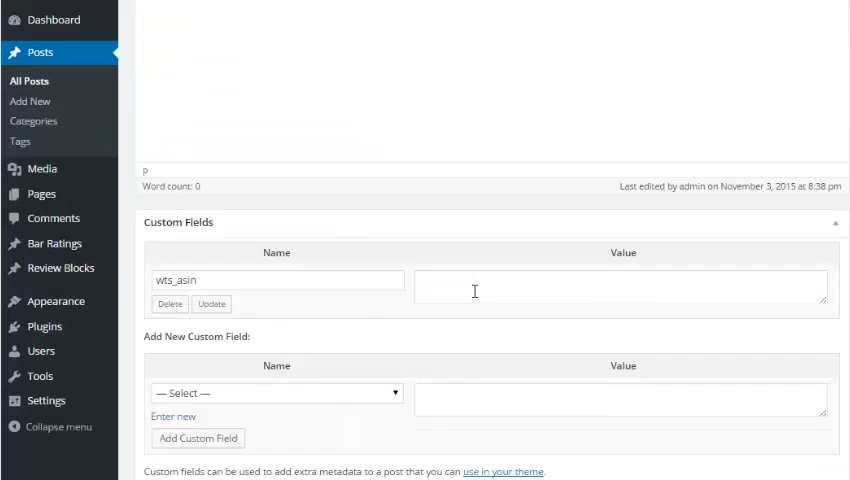 Dashboard
Posts
All Posts
Add New
Categories
Tags
Media
Pages
Comments
Bar Ratings
Review Blocks
Appearance
Plugins
Users
Tools
Settings
Collapse menu
p
Word count: 0
Last edited by admin on November 3, 2015 at 8:38 pm
Custom Fields
Name Value
wts_asin
Delete Update
Add New Custom Field:
Name Value
— Select —
Enter new
Add Custom Field
Custom fields can be used to add extra metadata to a post that you can use in your theme.